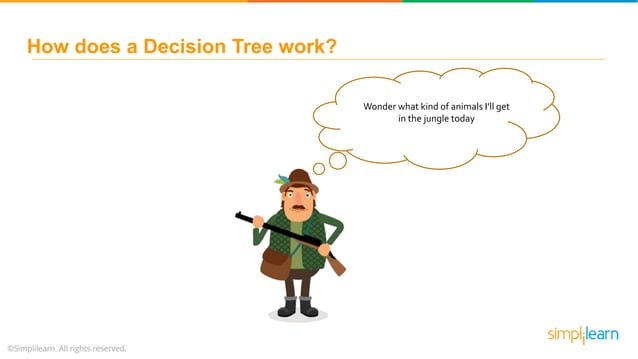 How does a Decision Tree work?
Wonder what kind of animals I'll get
in the jungle today
simplilearn
©Simplilearn. All rights reserved.